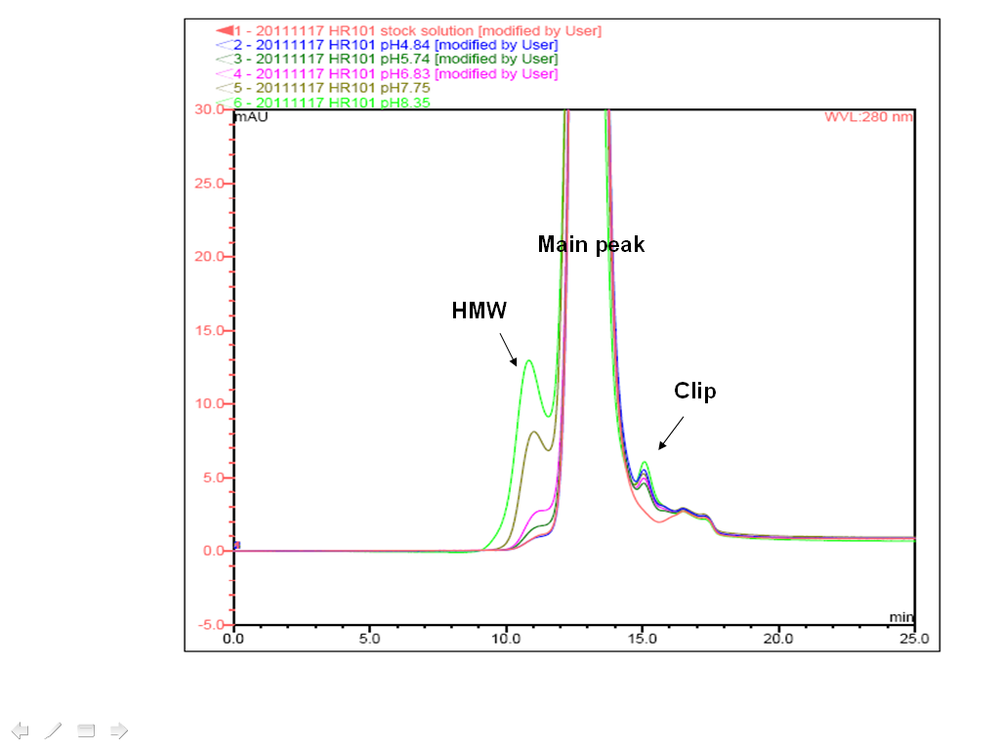 1 - 20111117 HR101 stock solution [modified by User]
2 - 20111117 HR101 pH4.84 [modified by User]
3 - 20111117 HR101 pH5.74 [modified by User]
4 - 20111117 HR101 pH6.83 [modified by User]
5 - 20111117 HR101 pH7.75
6 - 20111117 HR101 pH8.35
mAU
WVL:280 nm
30.0
25.0
20.0
15.0
10.0
5.0
0.0
-5.0
Main peak
HMW
Clip
min
0.0 5.0 10.0 15.0 20.0 25.0